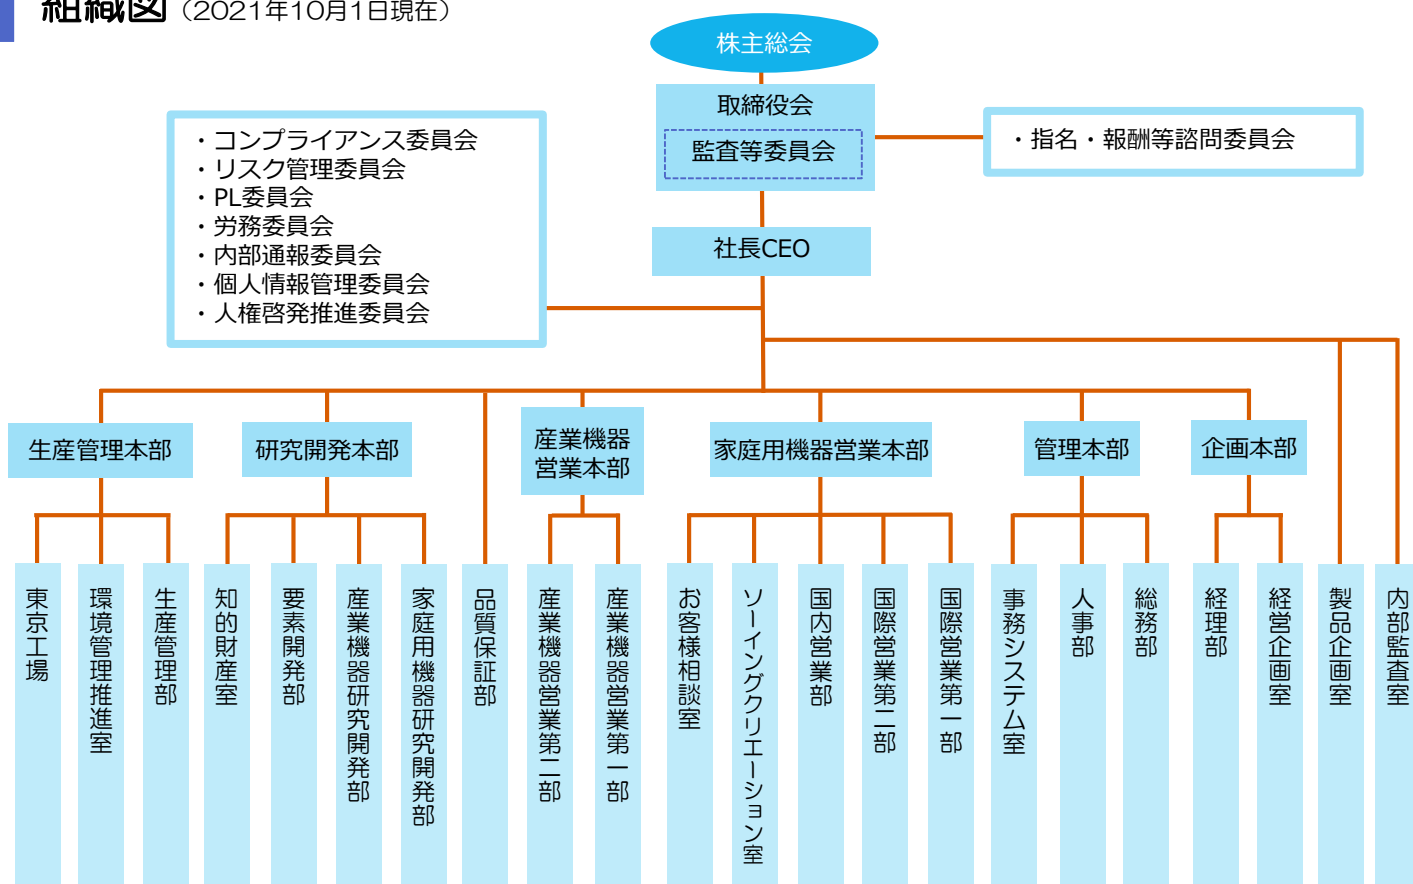 組織図（2021年10月1日現在）
株主総会
取締役会
監査等委員会
・指名・報酬等諮問委員会
・コンプライアンス委員会
・リスク管理委員会
・PL委員会
・労務委員会
・内部通報委員会
・個人情報管理委員会
・人権啓発推進委員会
社長CEO
生産管理本部
研究開発本部
産業機器
営業本部
家庭用機器営業本部
管理本部
企画本部
東京工場
環境管理推進室
生産管理部
知的財産室
要素開発部
産業機器研究開発部
家庭用機器研究開発部
品質保証部
産業機器営業第二部
産業機器営業第一部
お客様相談室
ソーイングクリエーション室
国内営業部
国際営業第二部
国際営業第一部
事務システム室
人事部
総務部
経理部
経営企画室
製品企画室
内部監査室